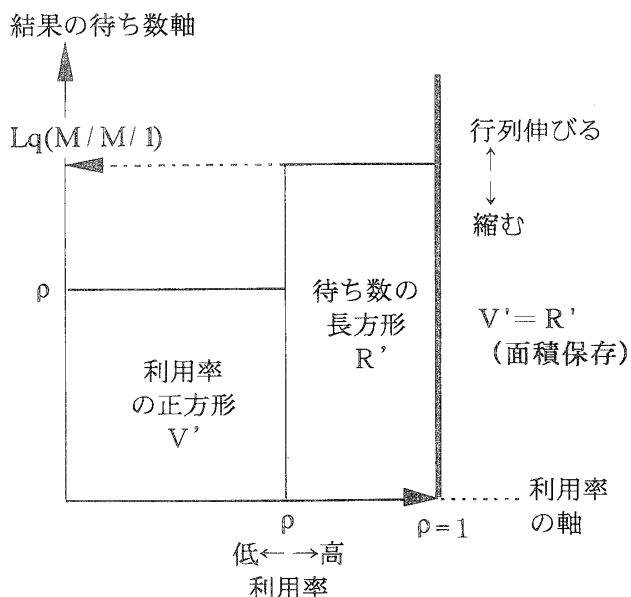 結果の待ち数軸
Lq(M/M/1)
行列伸びる
↑
↓
縮む
ρ
待ち数の
長方形
R’
V'=R'
(面積保存)
利用率
の正方形
V’
利用率
の軸
ρ
ρ=1
低←→高
利用率